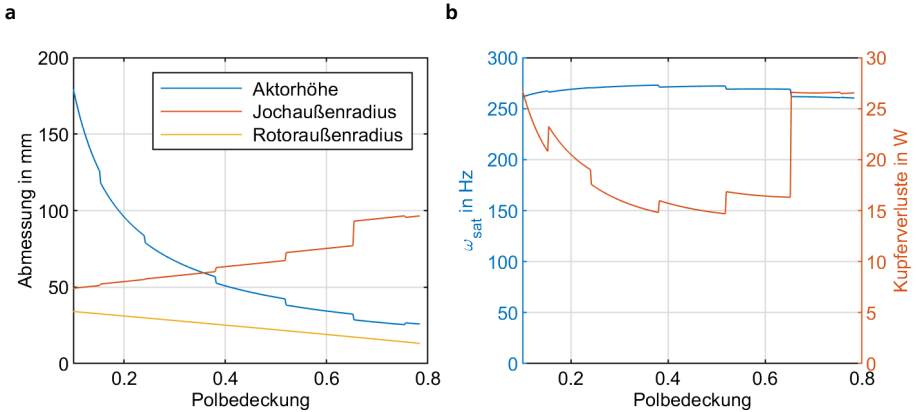 a
200
150
100
50
0
0.2
0.4
0.6
0.8
Abmessung in mm
Polbedeckung
Aktorhöhe
Jochaußenradius
Rotoraußenradius
b
300
250
200
150
100
50
0
ω sat in Hz
0.2
0.4
0.6
0.8
Polbedeckung
30
25
20
15
10
5
0
Kupferverluste in W